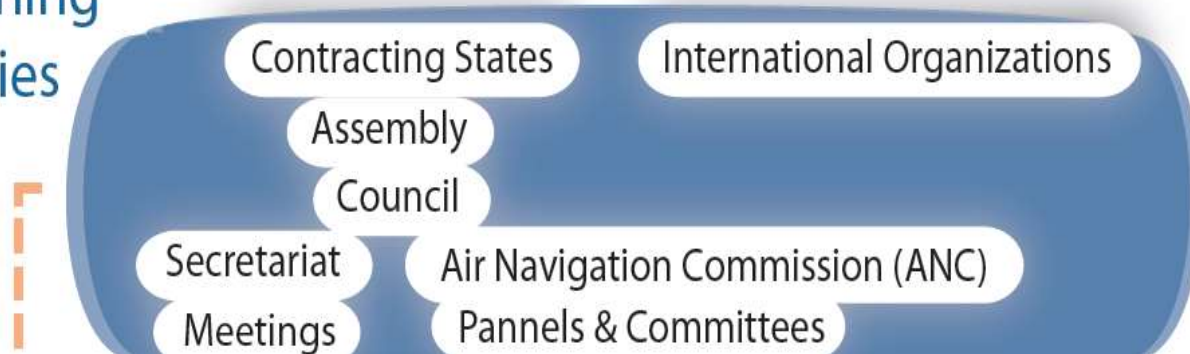 Contracting States International Organizations
Assembly
Council
Secretariat Air Navigation Commission (ANC)
Meetings Pannels & Committees